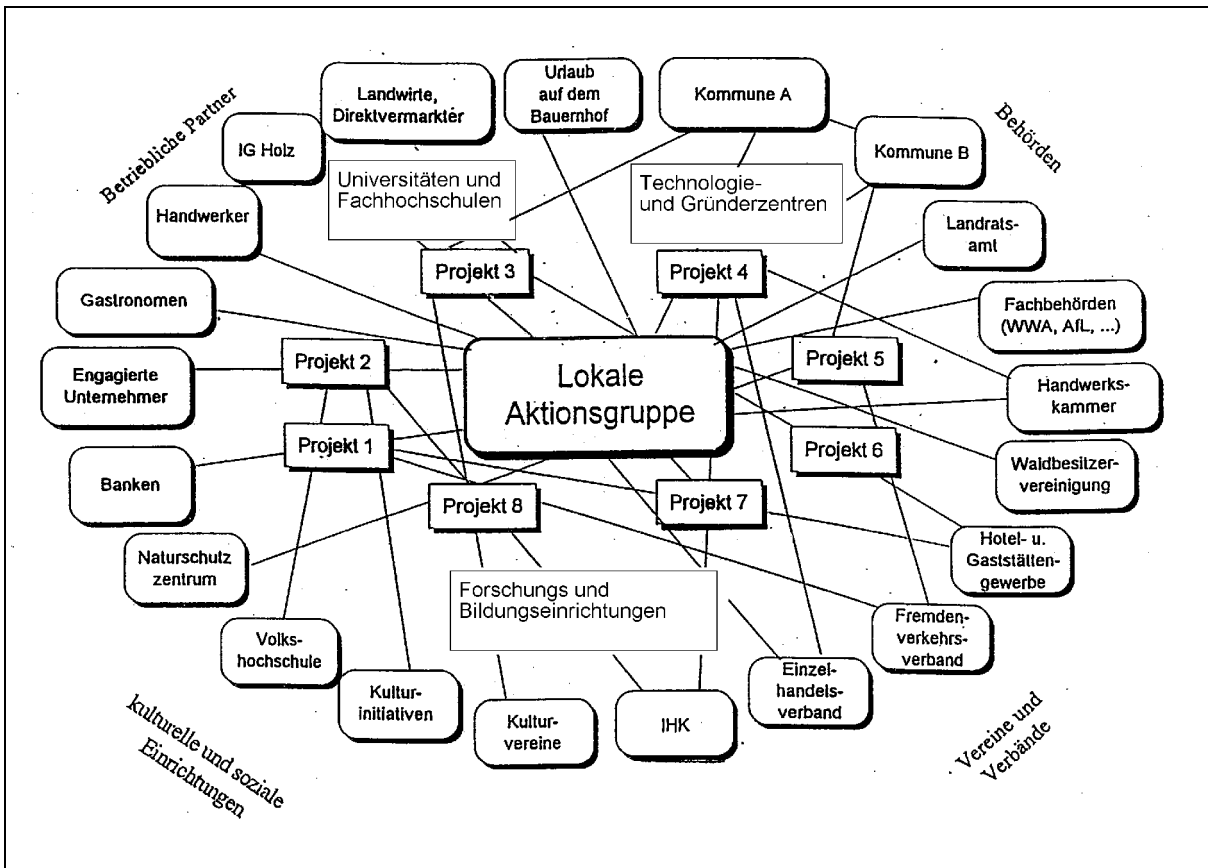 Betriebliche Partner
Landwirte,
Direktvermarkter
Urlaub
auf dem
Bauernhof
Kommune A
Behörden
IG Holz
Kommune B
Universitäten und
Fachhochschulen
Technologie-
und Gründerzentren
Handwerker
Landrats-
amt
Projekt 3
Projekt 4
Gastronomen
Fachbehörden
(WWA, AfL, ...)
Projekt 2
Projekt 5
Engagierte
Unternehmer
Lokale
Aktionsgruppe
Handwerks-
kammer
Projekt 1
Projekt 6
Banken
Waldbesitzer-
vereinigung
Projekt 8
Projekt 7
Naturschutz
zentrum
Hotel- u.
Gaststätten-
gewerbe
Forschungs und
Bildungseinrichtungen
Volks-
hochschule
Fremden-
verkehrs-
verband
Kultur-
initiativen
Kultur-
vereine
IHK
Einzel-
handels-
verband
kulturelle und soziale
Einrichtungen
Vereine und
Verbände